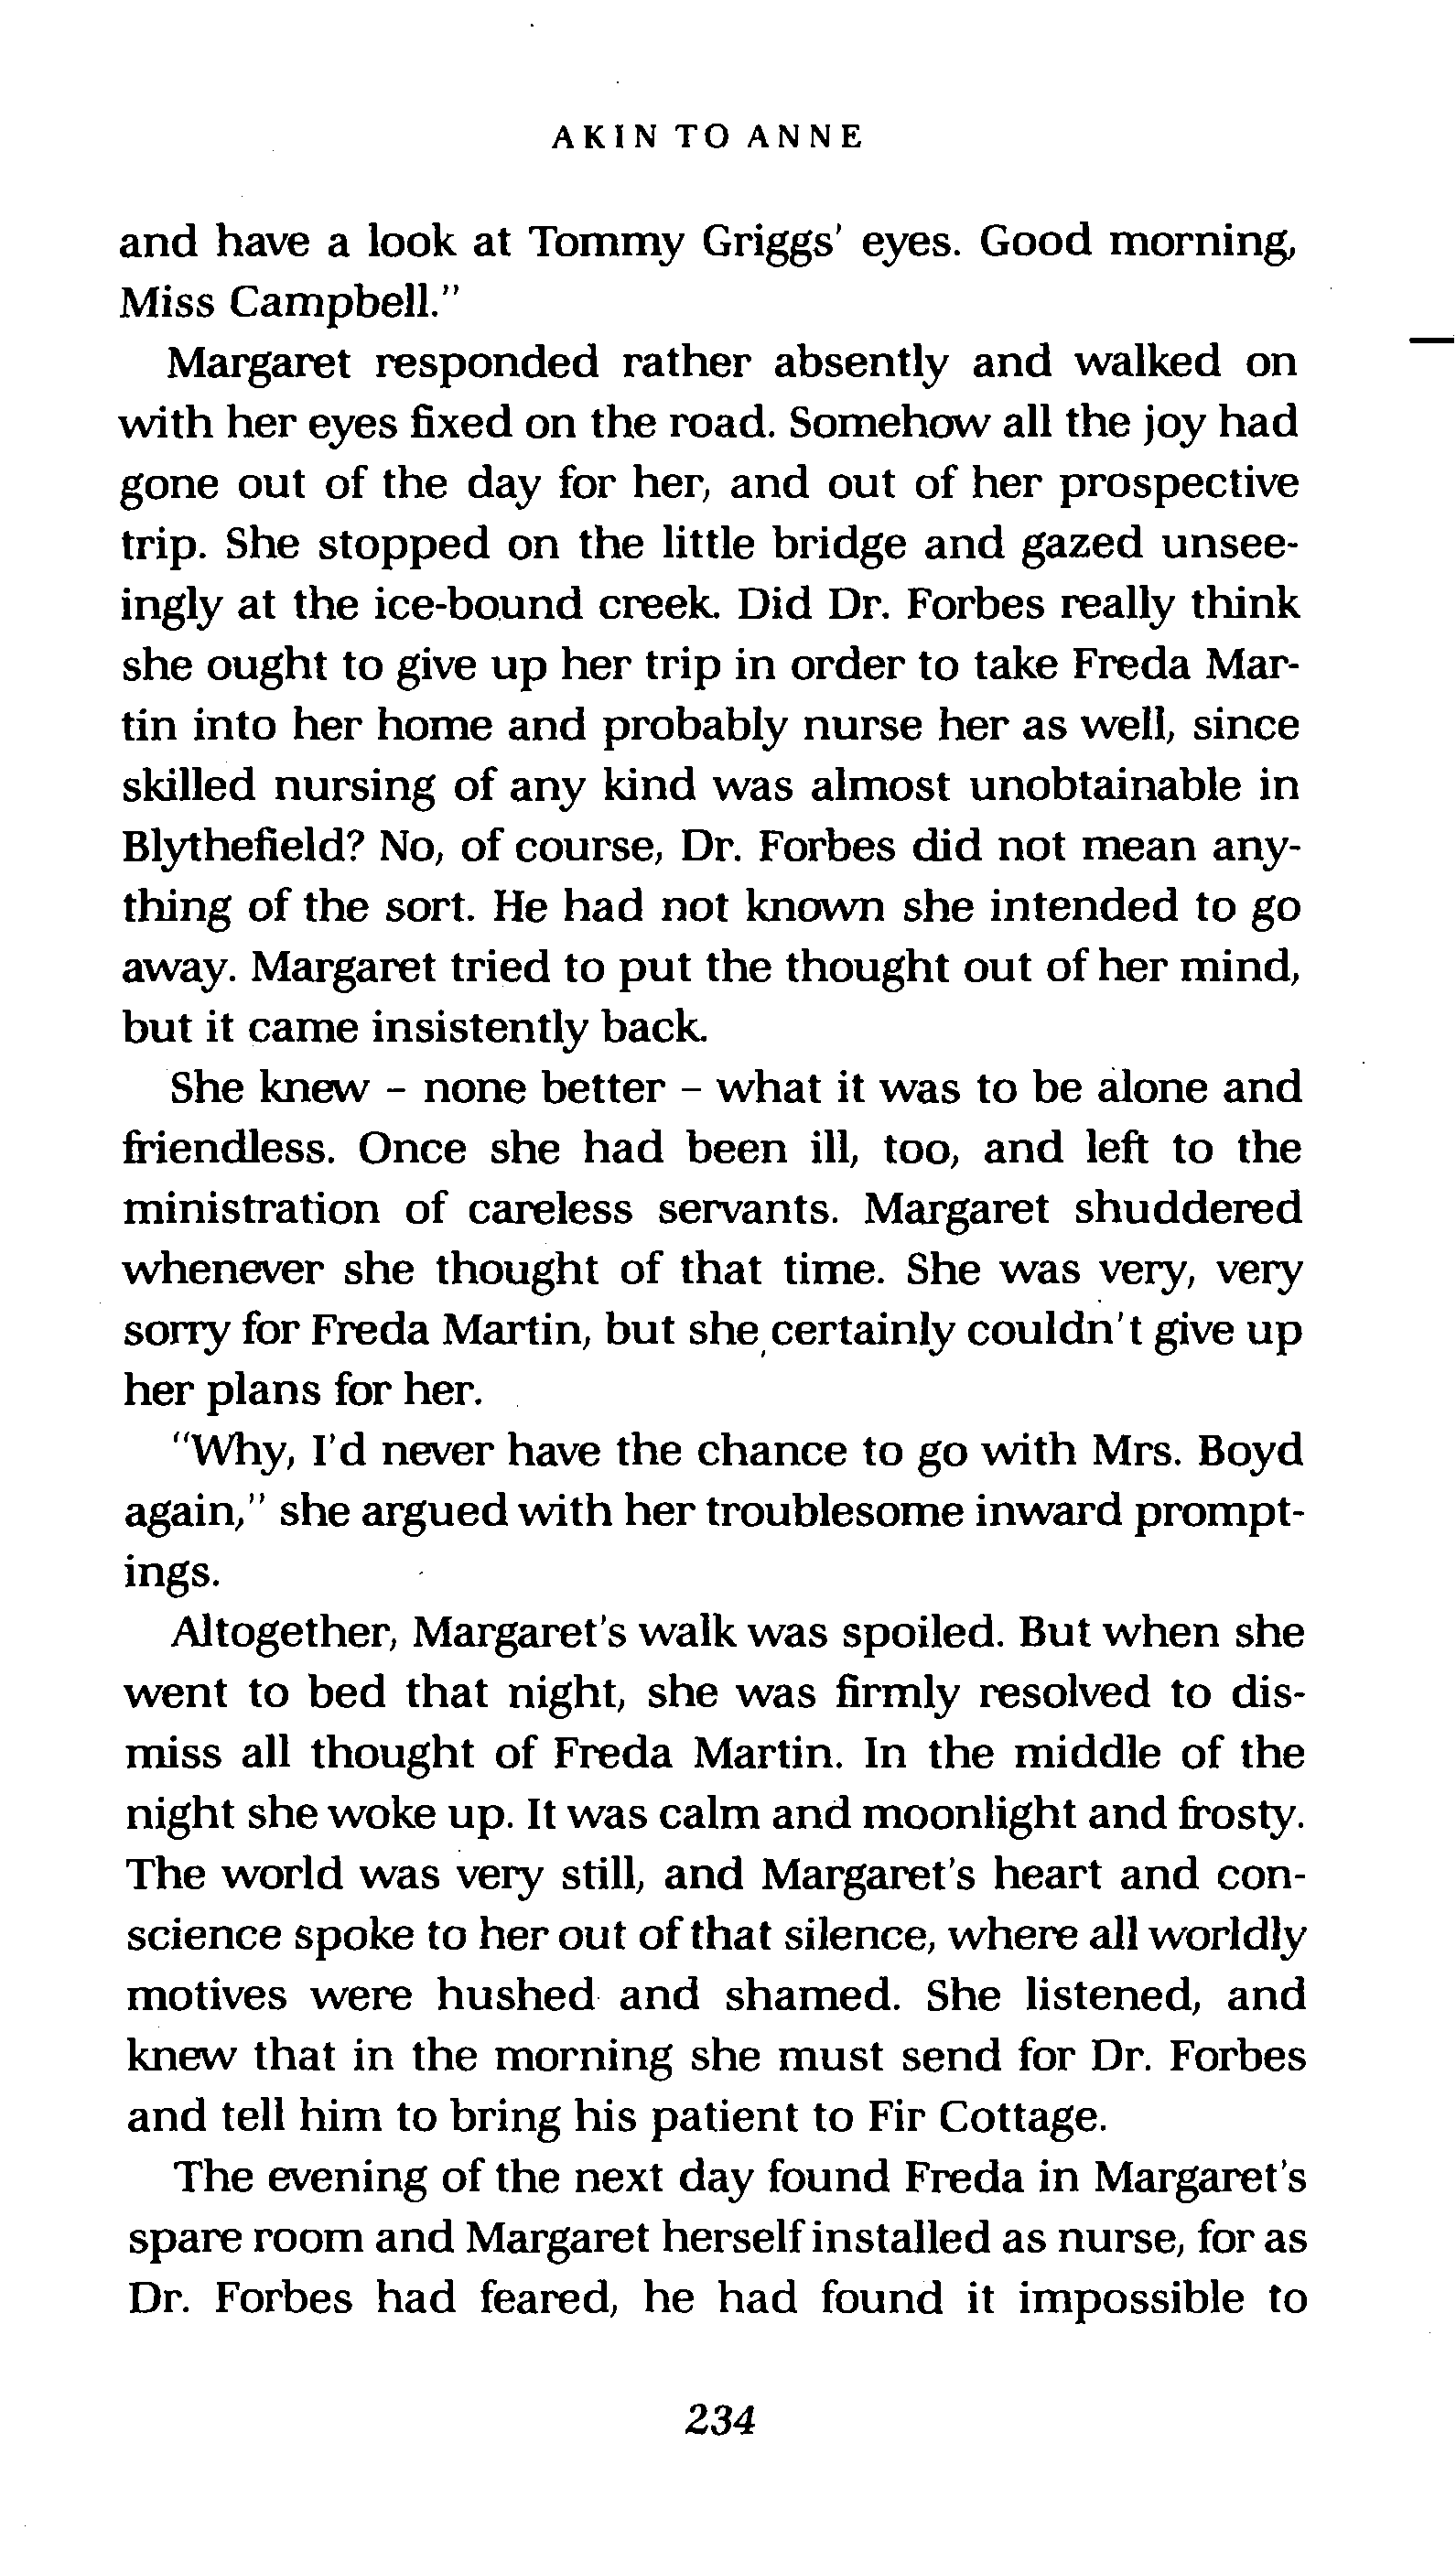 AKIN TO ANNE
and have a look at Tommy Griggs' eyes. Good morning,
Miss Campbell."
Margaret responded rather absently and walked on
with her eyes fixed on the road. Somehow all the joy had
gone out of the day for her, and out of her prospective
trip. She stopped on the little bridge and gazed unsee-
ingly at the ice-bound creek. Did Dr. Forbes really think
she ought to give up her trip in order to take Freda Mar-
tin into her home and probably nurse her as well, since
skilled nursing of any kind was almost unobtainable in
Blythefield? No, of course, Dr. Forbes did not mean any-
thing of the sort. He had not known she intended to go
away. Margaret tried to put the thought out of her mind,
but it came insistently back.
She knew – none better – what it was to be alone and
friendless. Once she had been ill, too, and left to the
ministration of careless servants. Margaret shuddered
whenever she thought of that time. She was very, very
sorry for Freda Martin, but she certainly couldn't give up
her plans for her.
"Why, I'd never have the chance to go with Mrs. Boyd
again," she argued with her troublesome inward prompt-
ings.
Altogether, Margaret's walk was spoiled. But when she
went to bed that night, she was firmly resolved to dis-
miss all thought of Freda Martin. In the middle of the
night she woke up. It was calm and moonlight and frosty.
The world was very still, and Margaret's heart and con-
science spoke to her out of that silence, where all worldly
motives were hushed and shamed. She listened, and
knew that in the morning she must send for Dr. Forbes
and tell him to bring his patient to Fir Cottage.
The evening of the next day found Freda in Margaret's
spare room and Margaret herself installed as nurse, for as
Dr. Forbes had feared, he had found it impossible to
234